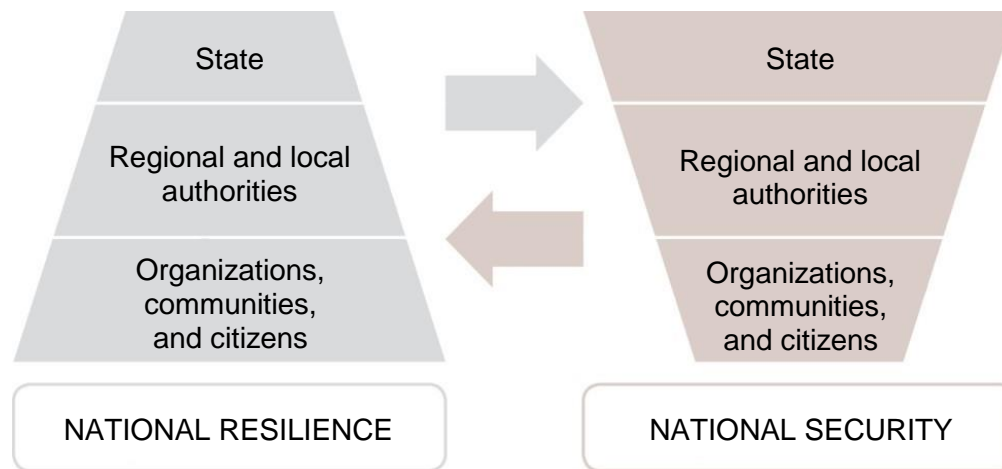 State
Regional and local
authorities
Organizations,
communities,
and citizens
NATIONAL RESILIENCE
State
Regional and local
authorities
Organizations,
communities,
and citizens
NATIONAL SECURITY